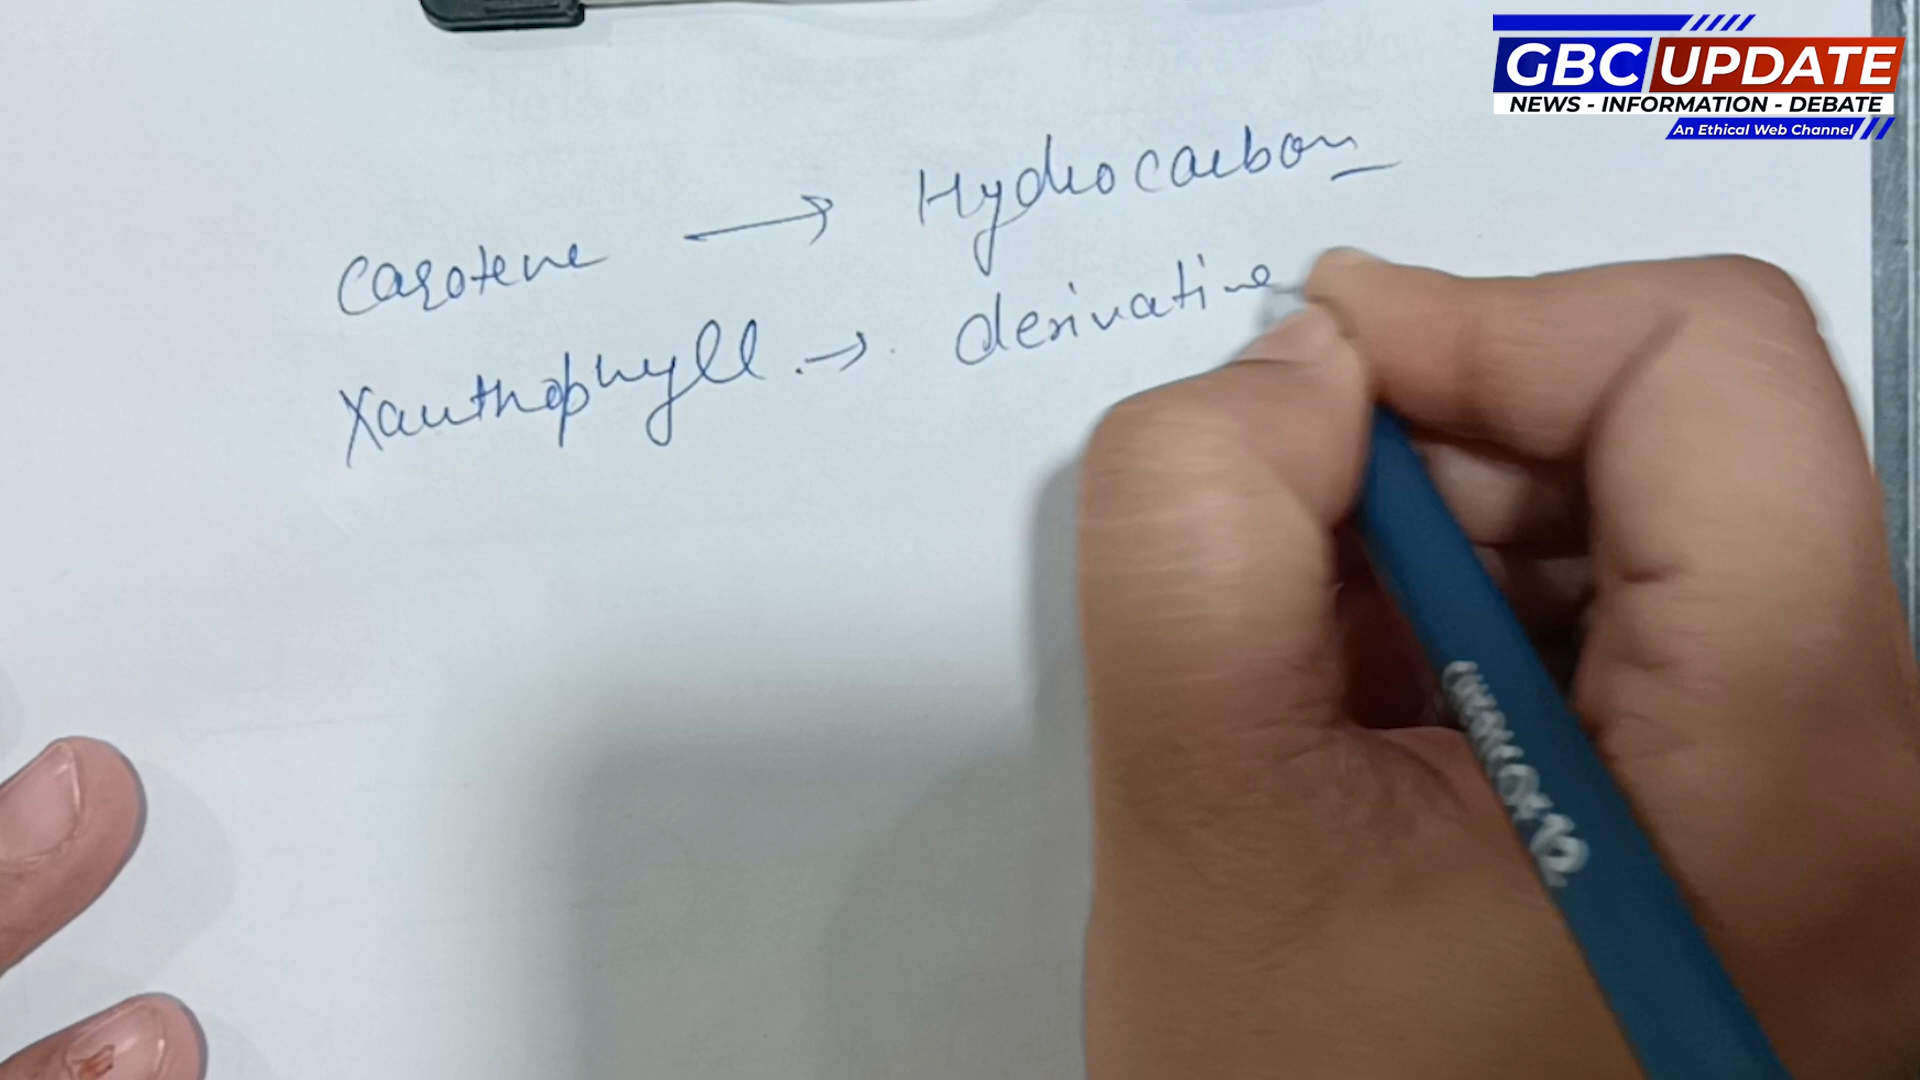 GBC UPDATE
NEWS - INFORMATION - DEBATE
An Ethical Web Channel
Carotene → Hydrocarbon
Xanthophyll → derivative